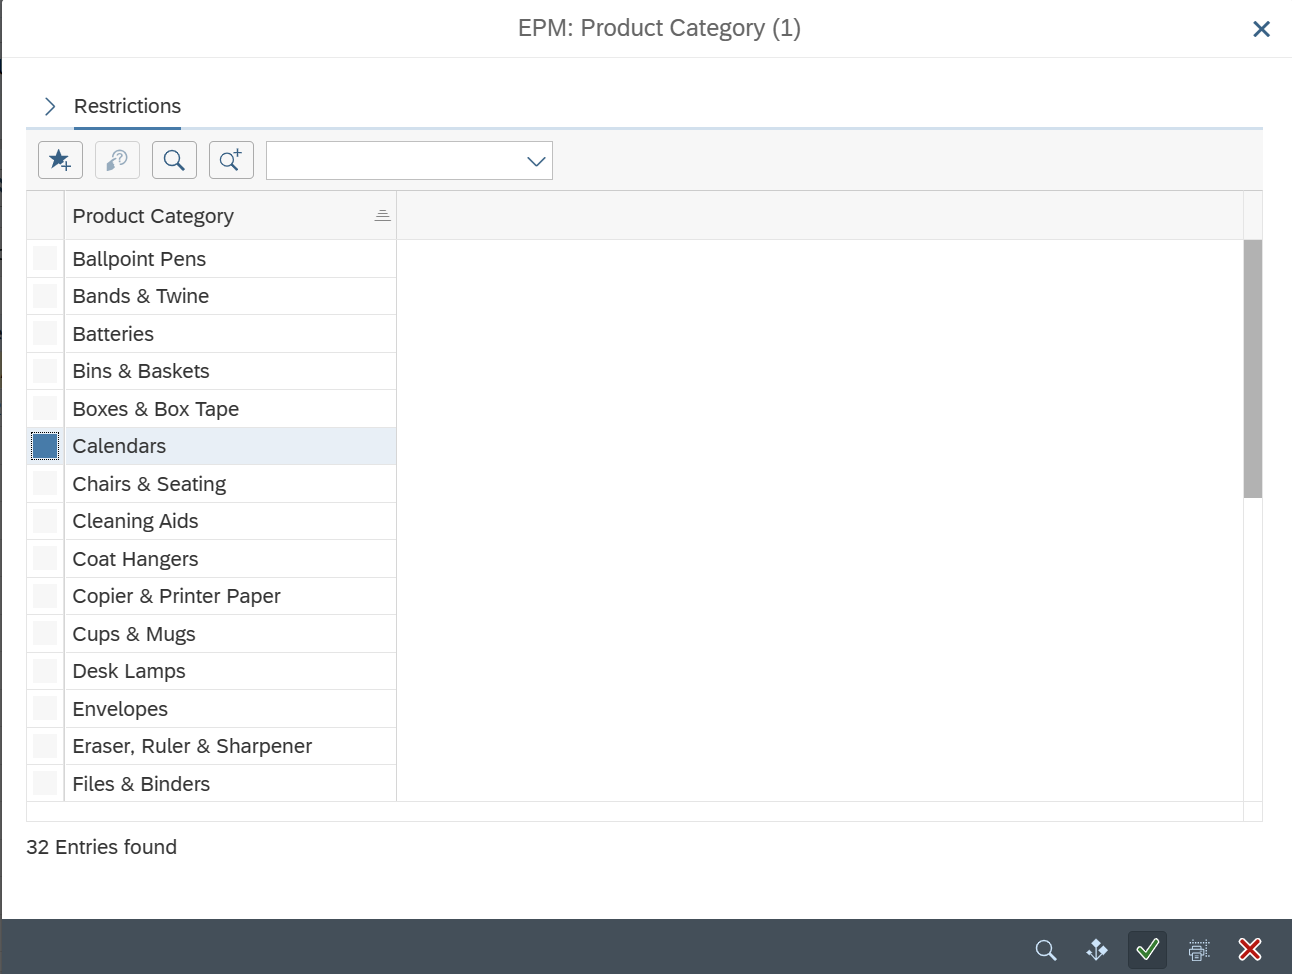 EPM: Product Category (1)
Restrictions
Product Category
Ballpoint Pens
Bands & Twine
Batteries
Bins & Baskets
Boxes & Box Tape
Calendars
Chairs & Seating
Cleaning Aids
Coat Hangers
Copier & Printer Paper
Cups & Mugs
Desk Lamps
Envelopes
Eraser, Ruler & Sharpener
Files & Binders
32 Entries found